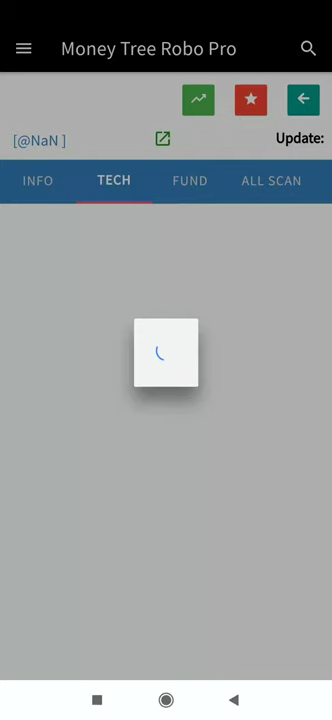 Money Tree Robo Pro
[@NaN ]
Update:
INFO
TECH
FUND
ALL SCAN